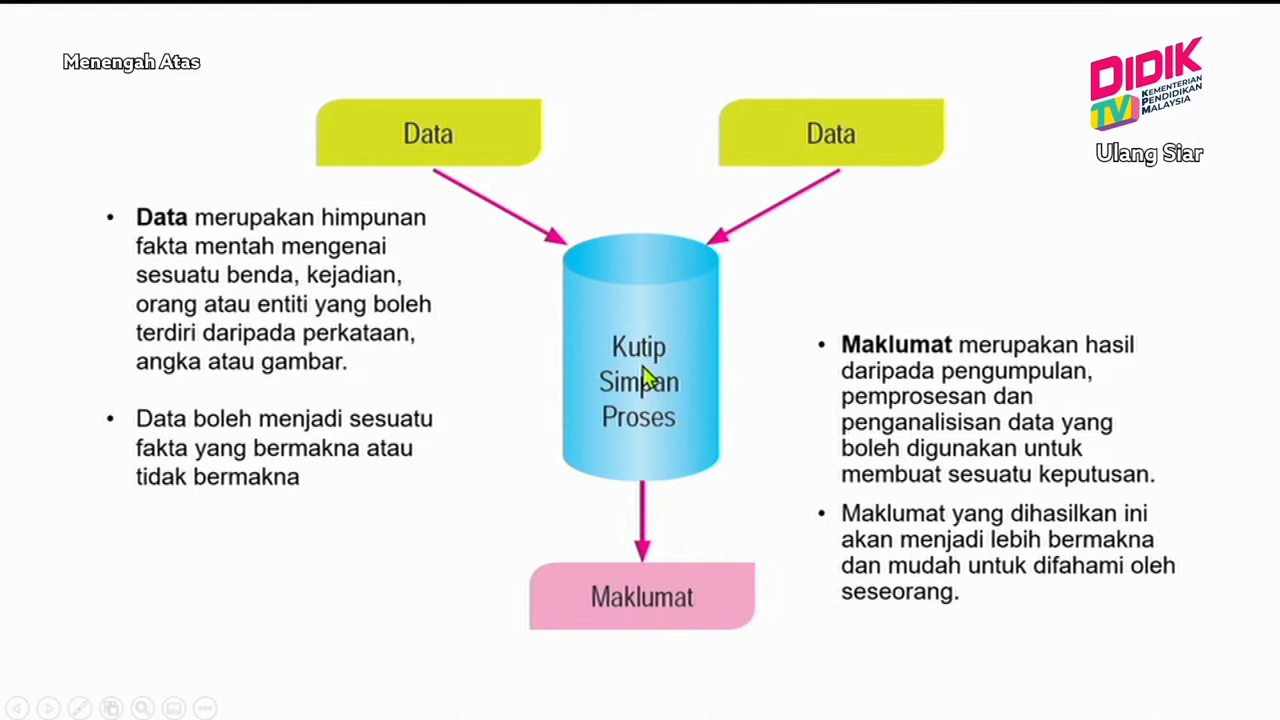 Menengah Atas
DIDIK
TV
KEMENTERIAN
PENDIDIKAN
MALAYSIA
Ulang Siar
Data
Data
• Data merupakan himpunan
fakta mentah mengenai
sesuatu benda, kejadian,
orang atau entiti yang boleh
terdiri daripada perkataan,
angka atau gambar.
• Data boleh menjadi sesuatu
fakta yang bermakna atau
tidak bermakna
Kutip
Simpan
Proses
• Maklumat merupakan hasil
daripada pengumpulan,
pemprosesan dan
penganalisisan data yang
boleh digunakan untuk
membuat sesuatu keputusan.
• Maklumat yang dihasilkan ini
akan menjadi lebih bermakna
dan mudah untuk difahami oleh
seseorang.
Maklumat